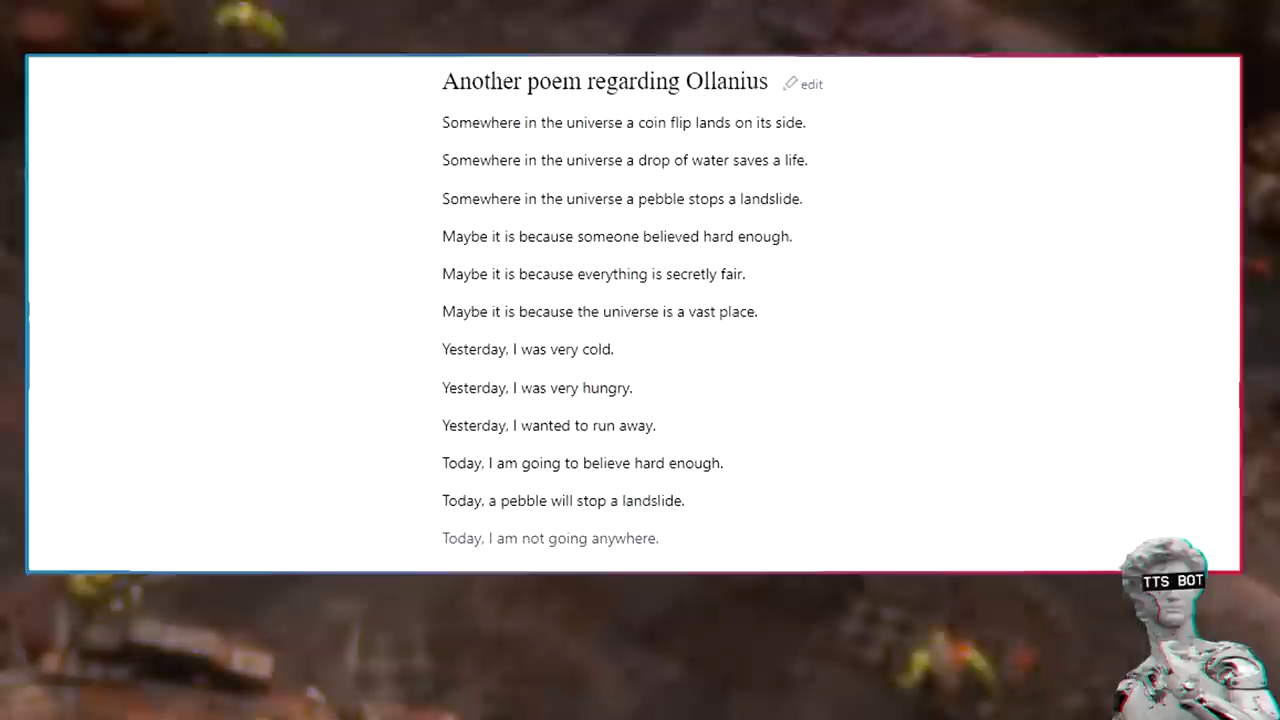 Another poem regarding Ollanius edit
Somewhere in the universe a coin flip lands on its side.
Somewhere in the universe a drop of water saves a life.
Somewhere in the universe a pebble stops a landslide.
Maybe it is because someone believed hard enough.
Maybe it is because everything is secretly fair.
Maybe it is because the universe is a vast place.
Yesterday, I was very cold.
Yesterday, I was very hungry.
Yesterday, I wanted to run away.
Today, I am going to believe hard enough.
Today, a pebble will stop a landslide.
Today, I am not going anywhere.
TTS BOT